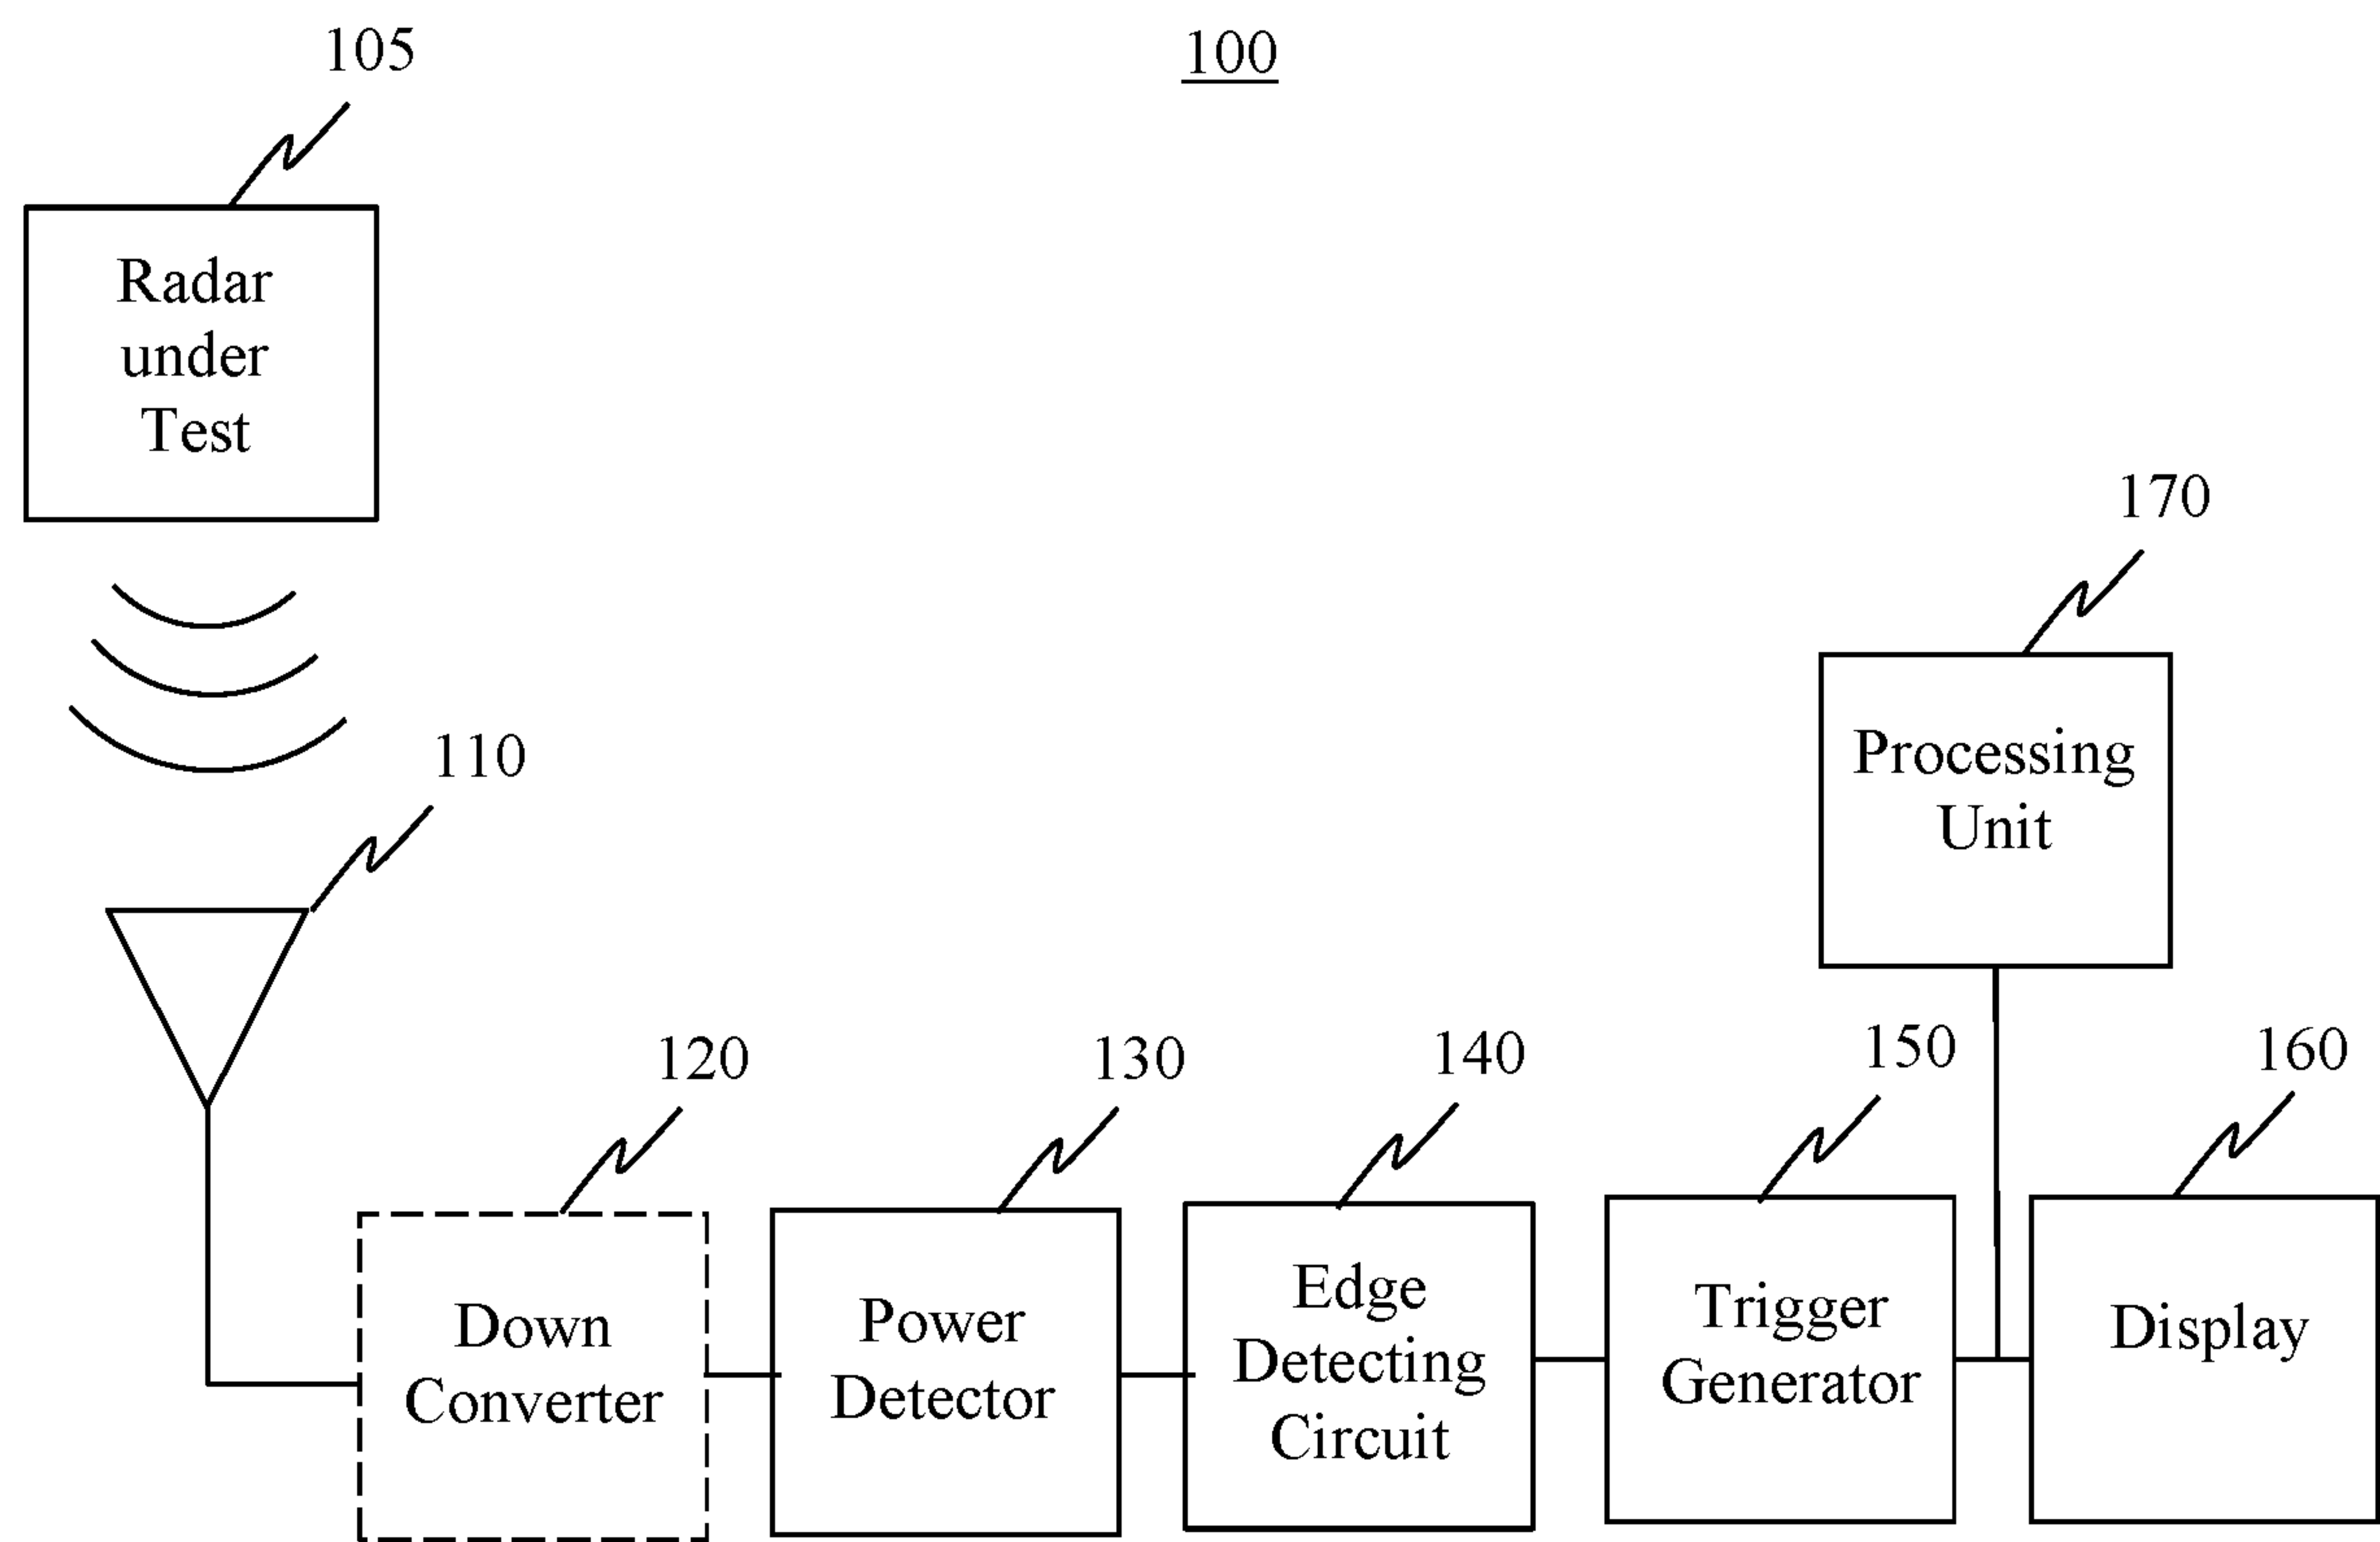 105
100
Radar
under
Test
170
110
Processing
Unit
120
130
140
150
160
Down
Converter
Power
Detector
Edge
Detecting
Circuit
Trigger
Generator
Display